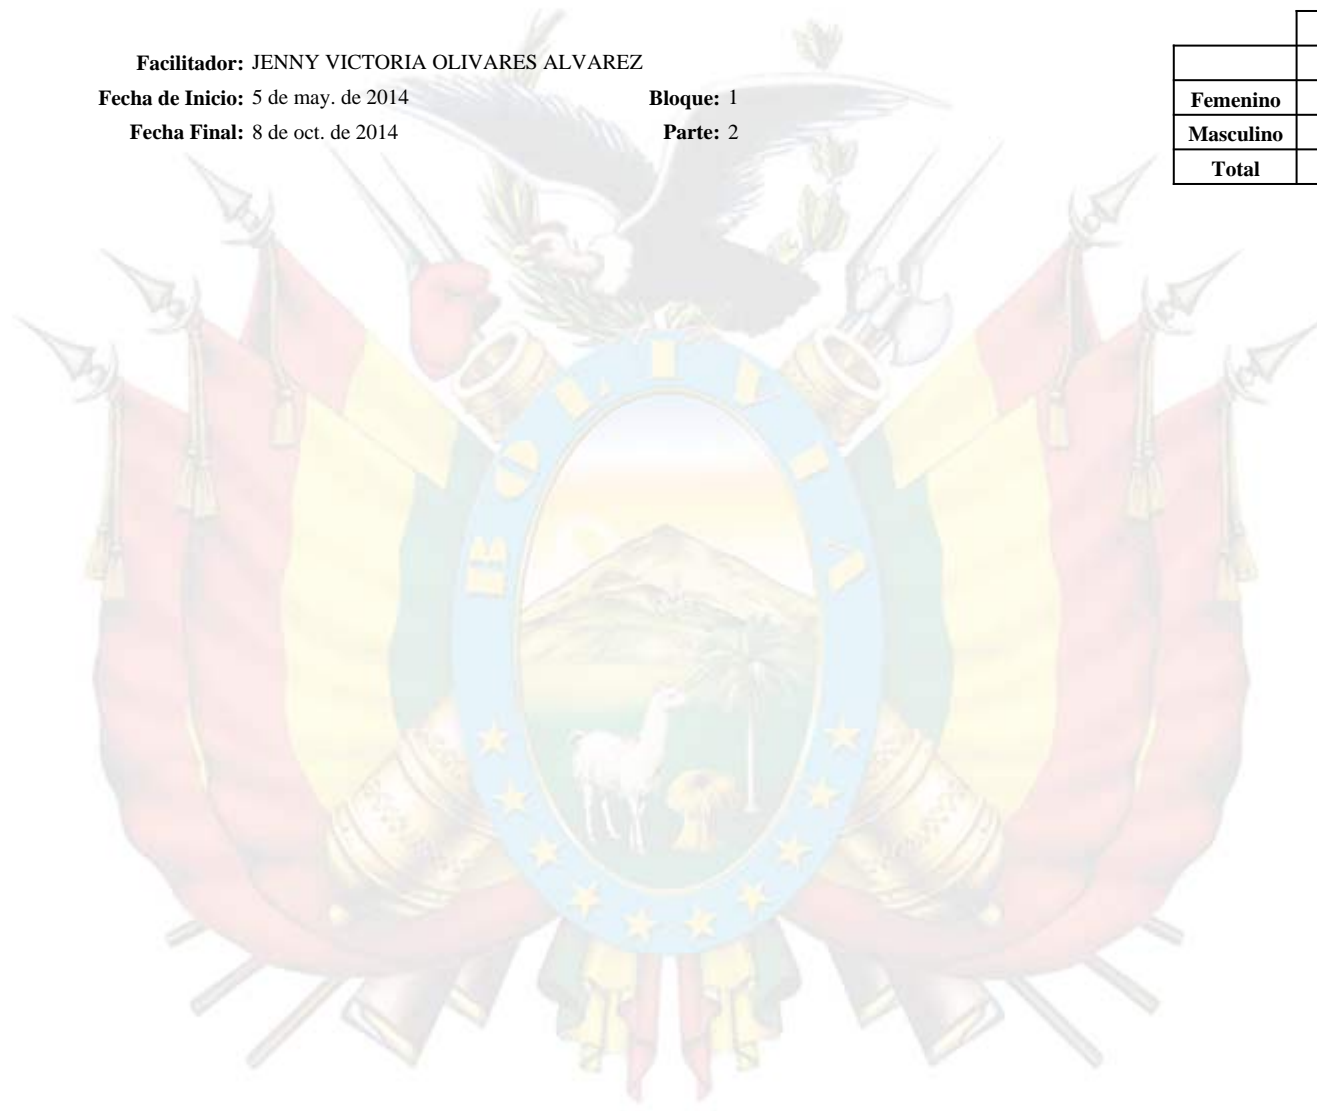 Facilitador: JENNY VICTORIA OLIVARES ALVAREZ
Fecha de Inicio: 5 de may. de 2014 Bloque: 1
Fecha Final: 8 de oct. de 2014 Parte: 2
Femenino
Masculino
Total
BOLIVIA